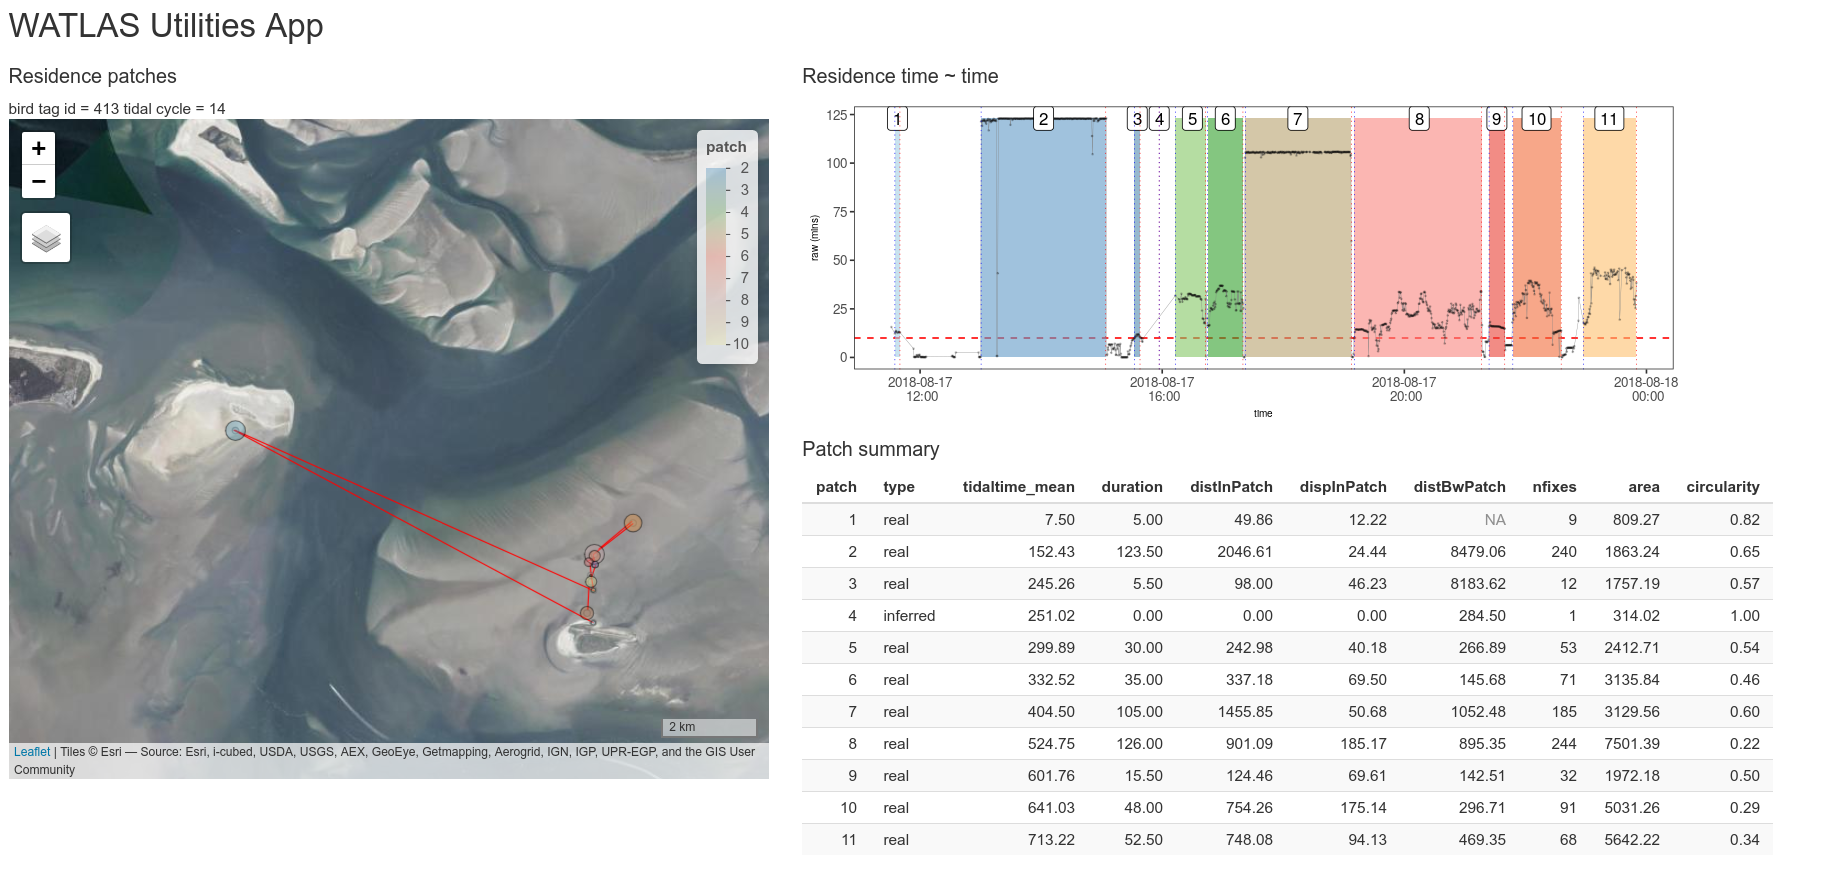 WATLAS Utilities App
Residence patches
bird tag id = 413 tidal cycle = 14
+
−
patch
2
3
4
5
6
7
8
9
10
2 km
Leaflet | Tiles © Esri — Source: Esri, i-cubed, USDA, USGS, AEX, GeoEye, Getmapping, Aerogrid, IGN, IGP, UPR-EGP, and the GIS User
Community
Residence time ~ time
1 2 3 4 5 6 7 8 9 10 11
125
100
75
50
25
0
raw (mins)
2018-08-17 2018-08-17 2018-08-17 2018-08-18
12:00 16:00 20:00 00:00
time
Patch summary
patch type tidaltime_mean duration distInPatch dispInPatch distBwPatch nfixes area circularity
1 real 7.50 5.00 49.86 12.22 NA 9 809.27 0.82
2 real 152.43 123.50 2046.61 24.44 8479.06 240 1863.24 0.65
3 real 245.26 5.50 98.00 46.23 8183.62 12 1757.19 0.57
4 inferred 251.02 0.00 0.00 0.00 284.50 1 314.02 1.00
5 real 299.89 30.00 242.98 40.18 266.89 53 2412.71 0.54
6 real 332.52 35.00 337.18 69.50 145.68 71 3135.84 0.46
7 real 404.50 105.00 1455.85 50.68 1052.48 185 3129.56 0.60
8 real 524.75 126.00 901.09 185.17 895.35 244 7501.39 0.22
9 real 601.76 15.50 124.46 69.61 142.51 32 1972.18 0.50
10 real 641.03 48.00 754.26 175.14 296.71 91 5031.26 0.29
11 real 713.22 52.50 748.08 94.13 469.35 68 5642.22 0.34